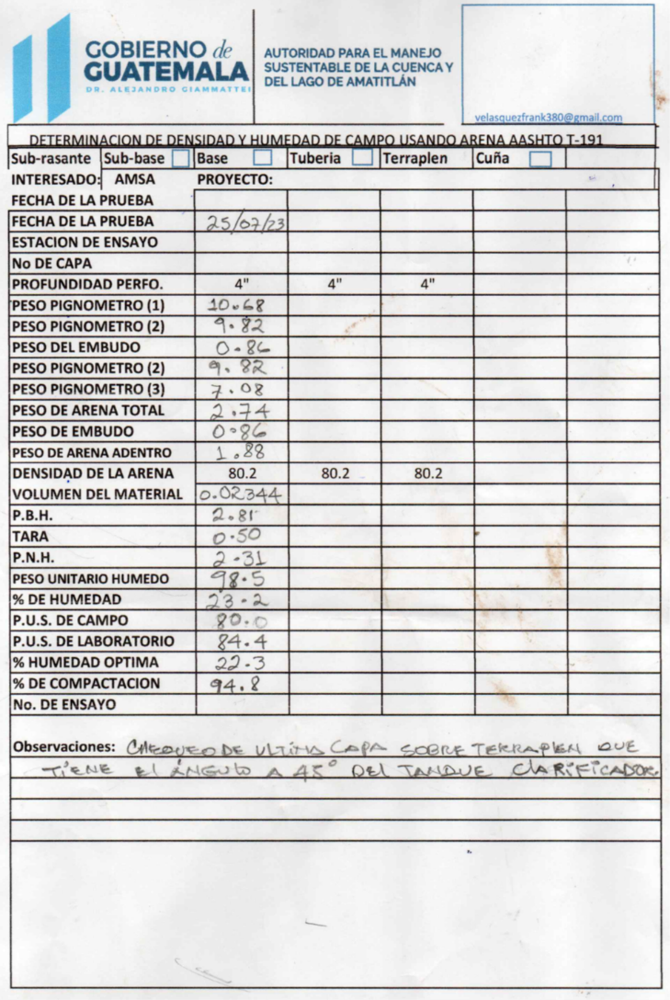 GOBIERNO de
GUATEMALA
DR. ALEJANDRO GIAMMATTEI
AUTORIDAD PARA EL MANEJO
SUSTENTABLE DE LA CUENCA Y
DEL LAGO DE AMATITLÁN
velasquezfrank380@gmail.com
DETERMINACION DE DENSIDAD Y HUMEDAD DE CAMPO USANDO ARENA AASHTO T-191
Sub-rasante Sub-base Base Tuberia Terraplen Cuña
INTERESADO: AMSA PROYECTO:
FECHA DE LA PRUEBA
FECHA DE LA PRUEBA 25/07/23
ESTACION DE ENSAYO
No DE CAPA
PROFUNDIDAD PERFO. 4" 4" 4"
PESO PIGNOMETRO (1) 10.68
PESO PIGNOMETRO (2) 9.82
PESO DEL EMBUDO 0.86
PESO PIGNOMETRO (2) 9.82
PESO PIGNOMETRO (3) 7.08
PESO DE ARENA TOTAL 2.74
PESO DE EMBUDO 0.86
PESO DE ARENA ADENTRO 1.88
DENSIDAD DE LA ARENA 80.2 80.2 80.2
VOLUMEN DEL MATERIAL 0.02344
P.B.H. 2.81
TARA 0.50
P.N.H. 2.31
PESO UNITARIO HUMEDO 98.5
% DE HUMEDAD 23.2
P.U.S. DE CAMPO 80.0
P.U.S. DE LABORATORIO 84.4
% HUMEDAD OPTIMA 22.3
% DE COMPACTACION 94.8
No. DE ENSAYO
Observaciones: CHEQUEO DE ULTIMA CAPA SOBRE TERRAPLEN QUE
TIENE El ÁNGULO A 45° DEl TANQUE ClARIFICADOR.